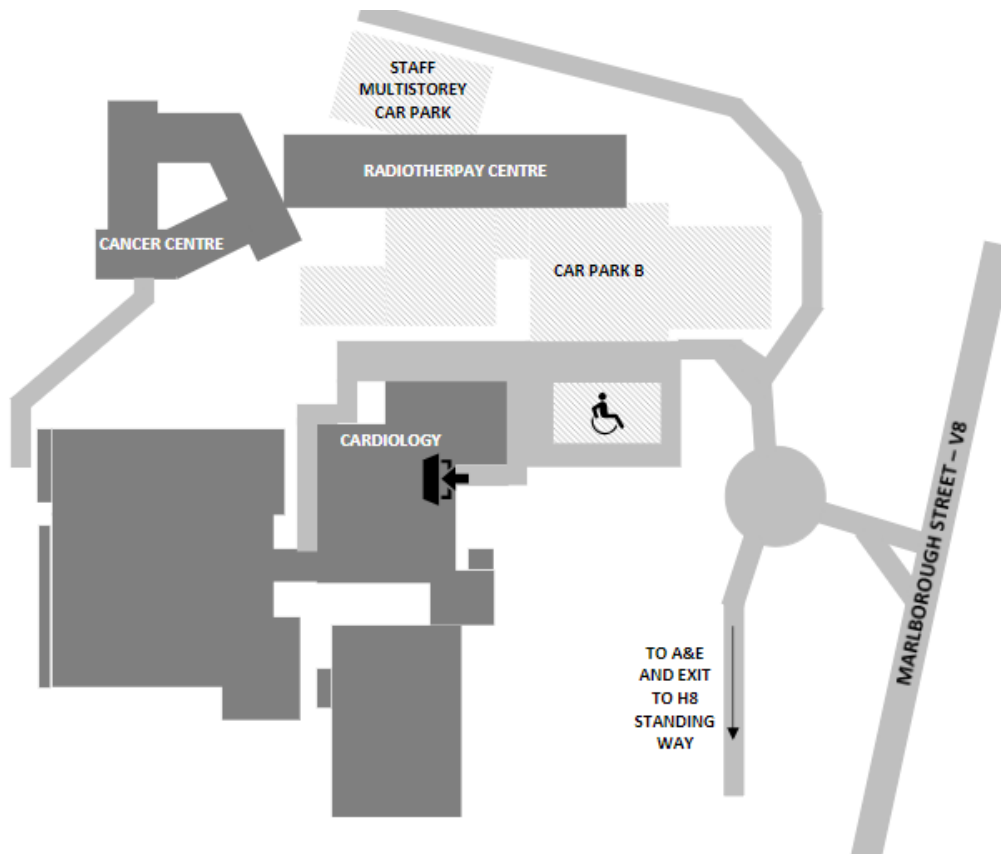 STAFF
MULTISTOREY
CAR PARK
RADIOTHERPAY CENTRE
CANCER CENTRE
CAR PARK B
CARDIOLOGY
MARLBOROUGH STREET – V8
TO A&E
AND EXIT
TO H8
STANDING
WAY